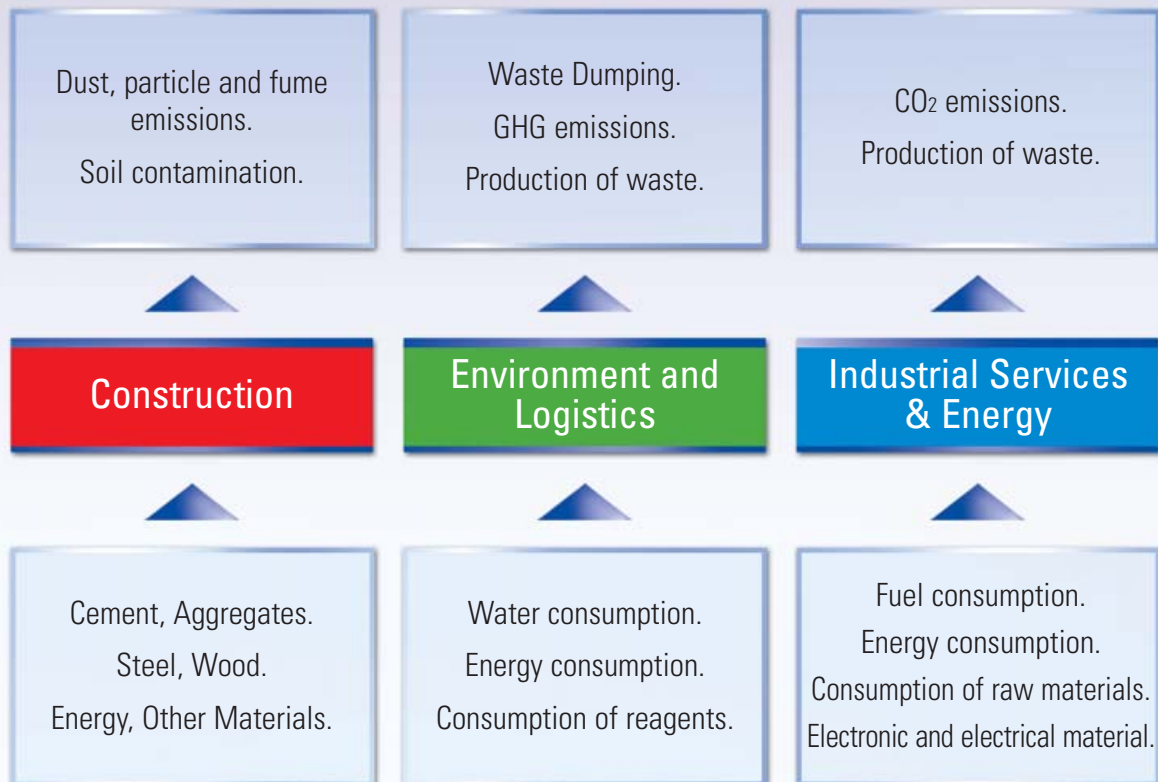 Dust, particle and fume
emissions.
Soil contamination.
Waste Dumping.
GHG emissions.
Production of waste.
CO2 emissions.
Production of waste.
Construction
Environment and
Logistics
Industrial Services
& Energy
Cement, Aggregates.
Steel, Wood.
Energy, Other Materials.
Water consumption.
Energy consumption.
Consumption of reagents.
Fuel consumption.
Energy consumption.
Consumption of raw materials.
Electronic and electrical material.